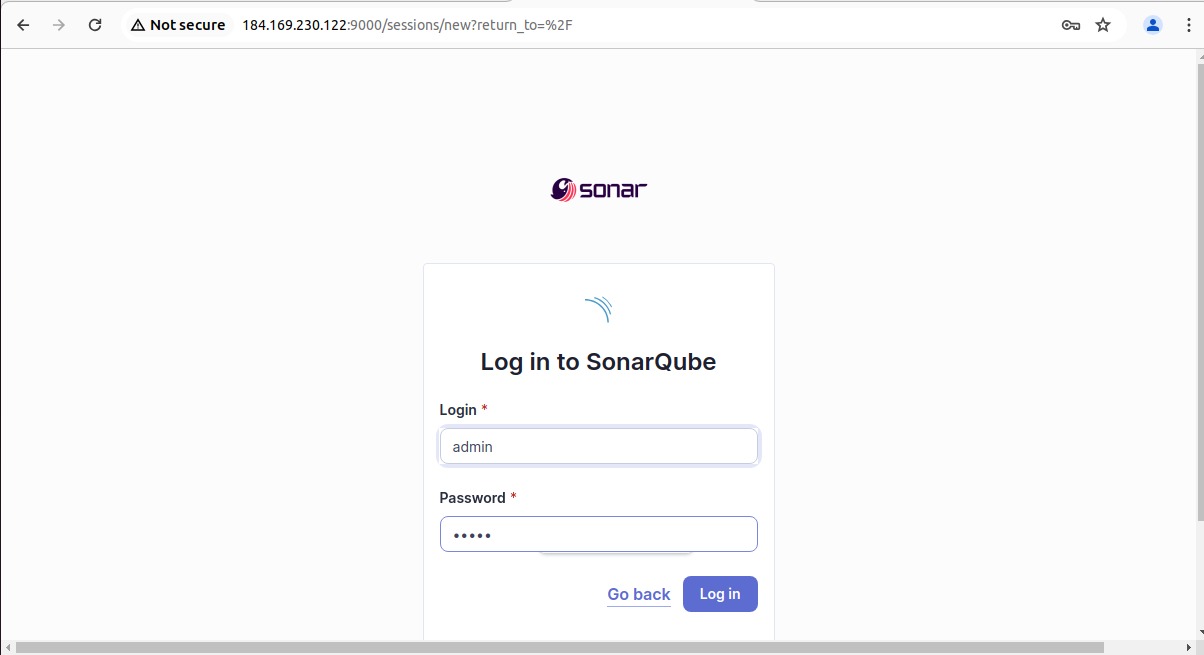 Not secure 184.169.230.122:9000/sessions/new?return_to=%2F
sonar
Log in to SonarQube
Login *
admin
Password *
•••••
Go back Log in